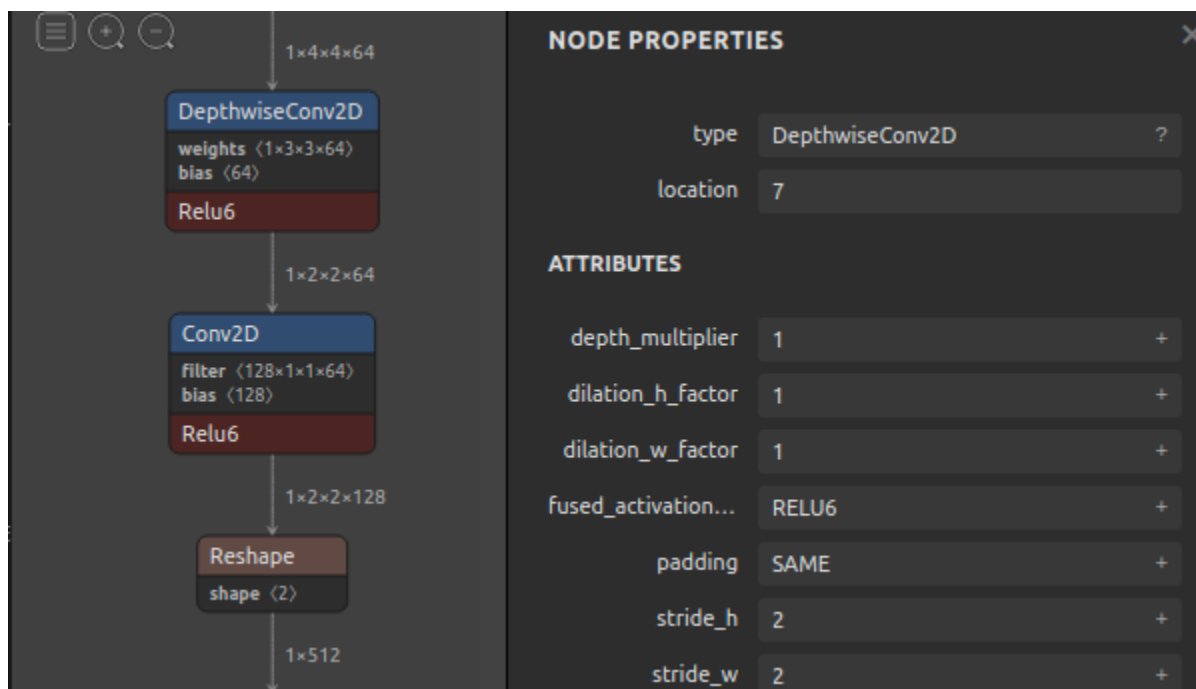 1×4×4×64
DepthwiseConv2D
weights ⟨1×3×3×64⟩
bias ⟨64⟩
Relu6
1×2×2×64
Conv2D
filter ⟨128×1×1×64⟩
bias ⟨128⟩
Relu6
1×2×2×128
Reshape
shape ⟨2⟩
1×512
NODE PROPERTIES
type DepthwiseConv2D ?
location 7
ATTRIBUTES
depth_multiplier 1 +
dilation_h_factor 1 +
dilation_w_factor 1 +
fused_activation... RELU6 +
padding SAME +
stride_h 2 +
stride_w 2 +